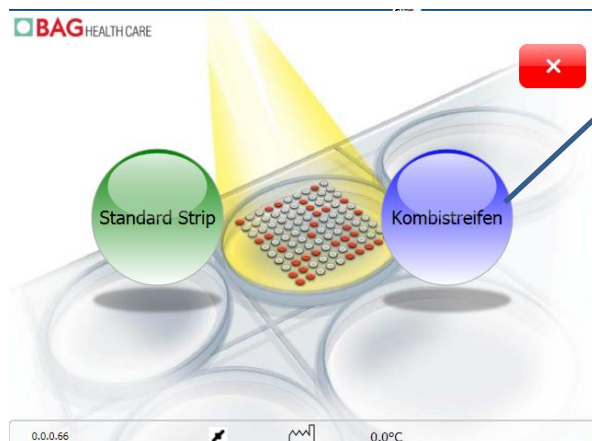 BAG HEALTH CARE
Standard Strip
Kombistreifen
0.0.0.66
0.0°C